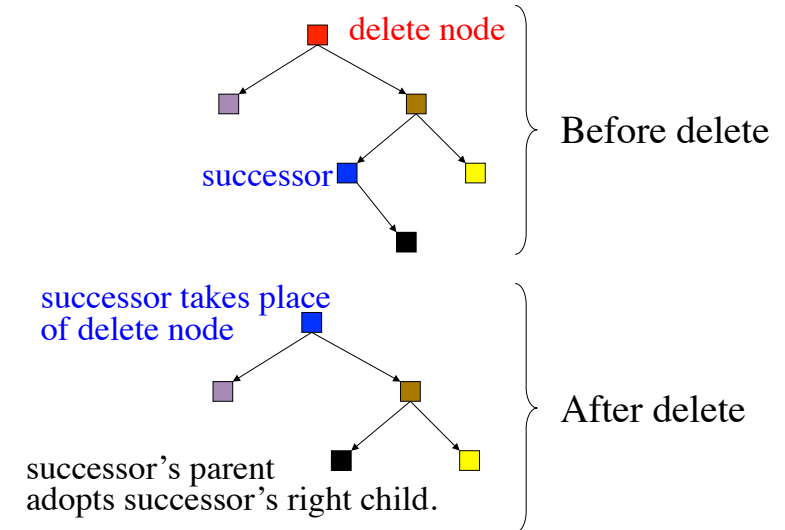 delete node
Before delete
successor
successor takes place
of delete node
After delete
successor’s parent
adopts successor’s right child.